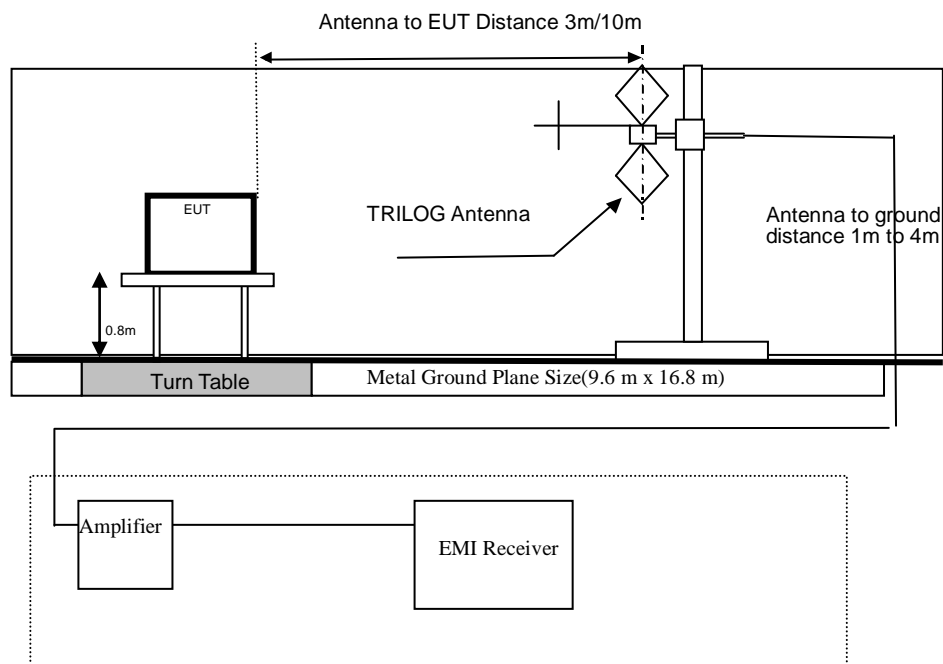 Antenna to EUT Distance 3m/10m
EUT
TRILOG Antenna
Antenna to ground
distance 1m to 4m
0.8m
Turn Table
Metal Ground Plane Size(9.6 m x 16.8 m)
Amplifier
EMI Receiver